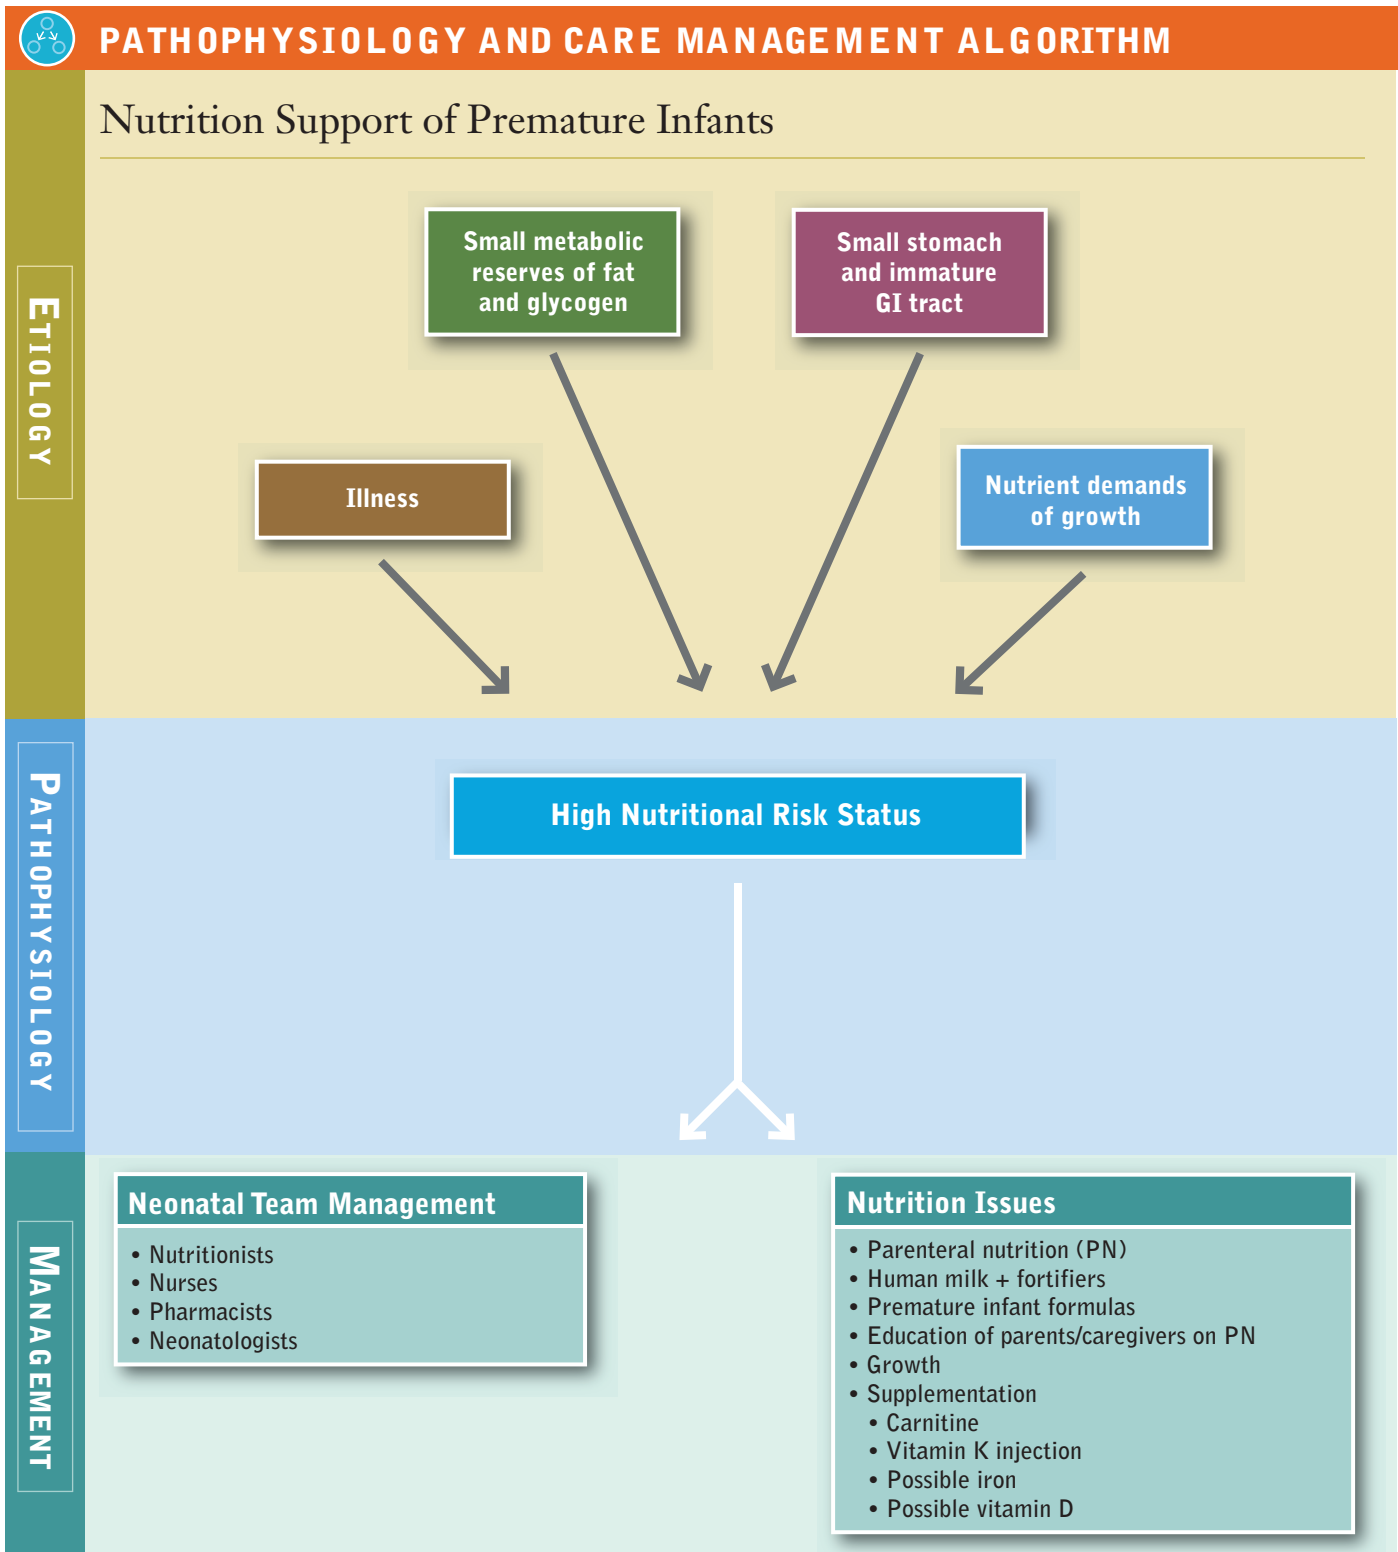 PATHOPHYSIOLOGY AND CARE MANAGEMENT ALGORITHM
Nutrition Support of Premature Infants
ETIOLOGY
Small metabolic
reserves of fat
and glycogen
Small stomach
and immature
GI tract
Illness
Nutrient demands
of growth
PATHOPHYSIOLOGY
High Nutritional Risk Status
MANAGEMENT
Neonatal Team Management
• Nutritionists
• Nurses
• Pharmacists
• Neonatologists
Nutrition Issues
• Parenteral nutrition (PN)
• Human milk + fortifiers
• Premature infant formulas
• Education of parents/caregivers on PN
• Growth
• Supplementation
• Carnitine
• Vitamin K injection
• Possible iron
• Possible vitamin D